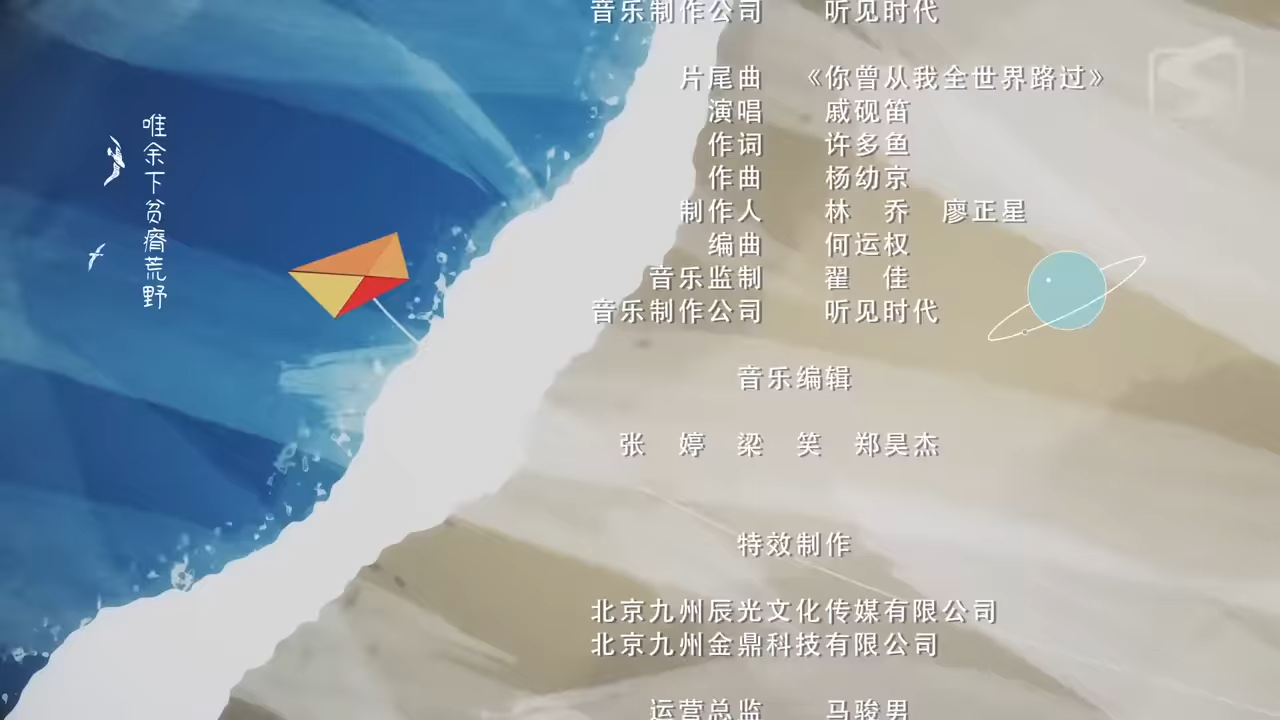 唯余下贫瘠荒野
音乐制作公司 听见时代
片尾曲 《你曾从我全世界路过》
演唱 戚砚笛
作词 许多鱼
作曲 杨幼京
制作人 林 乔 廖正星
编曲 何运权
音乐监制 翟 佳
音乐制作公司 听见时代
音乐编辑
张 婷 梁 笑 郑昊杰
特效制作
北京九州辰光文化传媒有限公司
北京九州金鼎科技有限公司
运营总监 马骏男